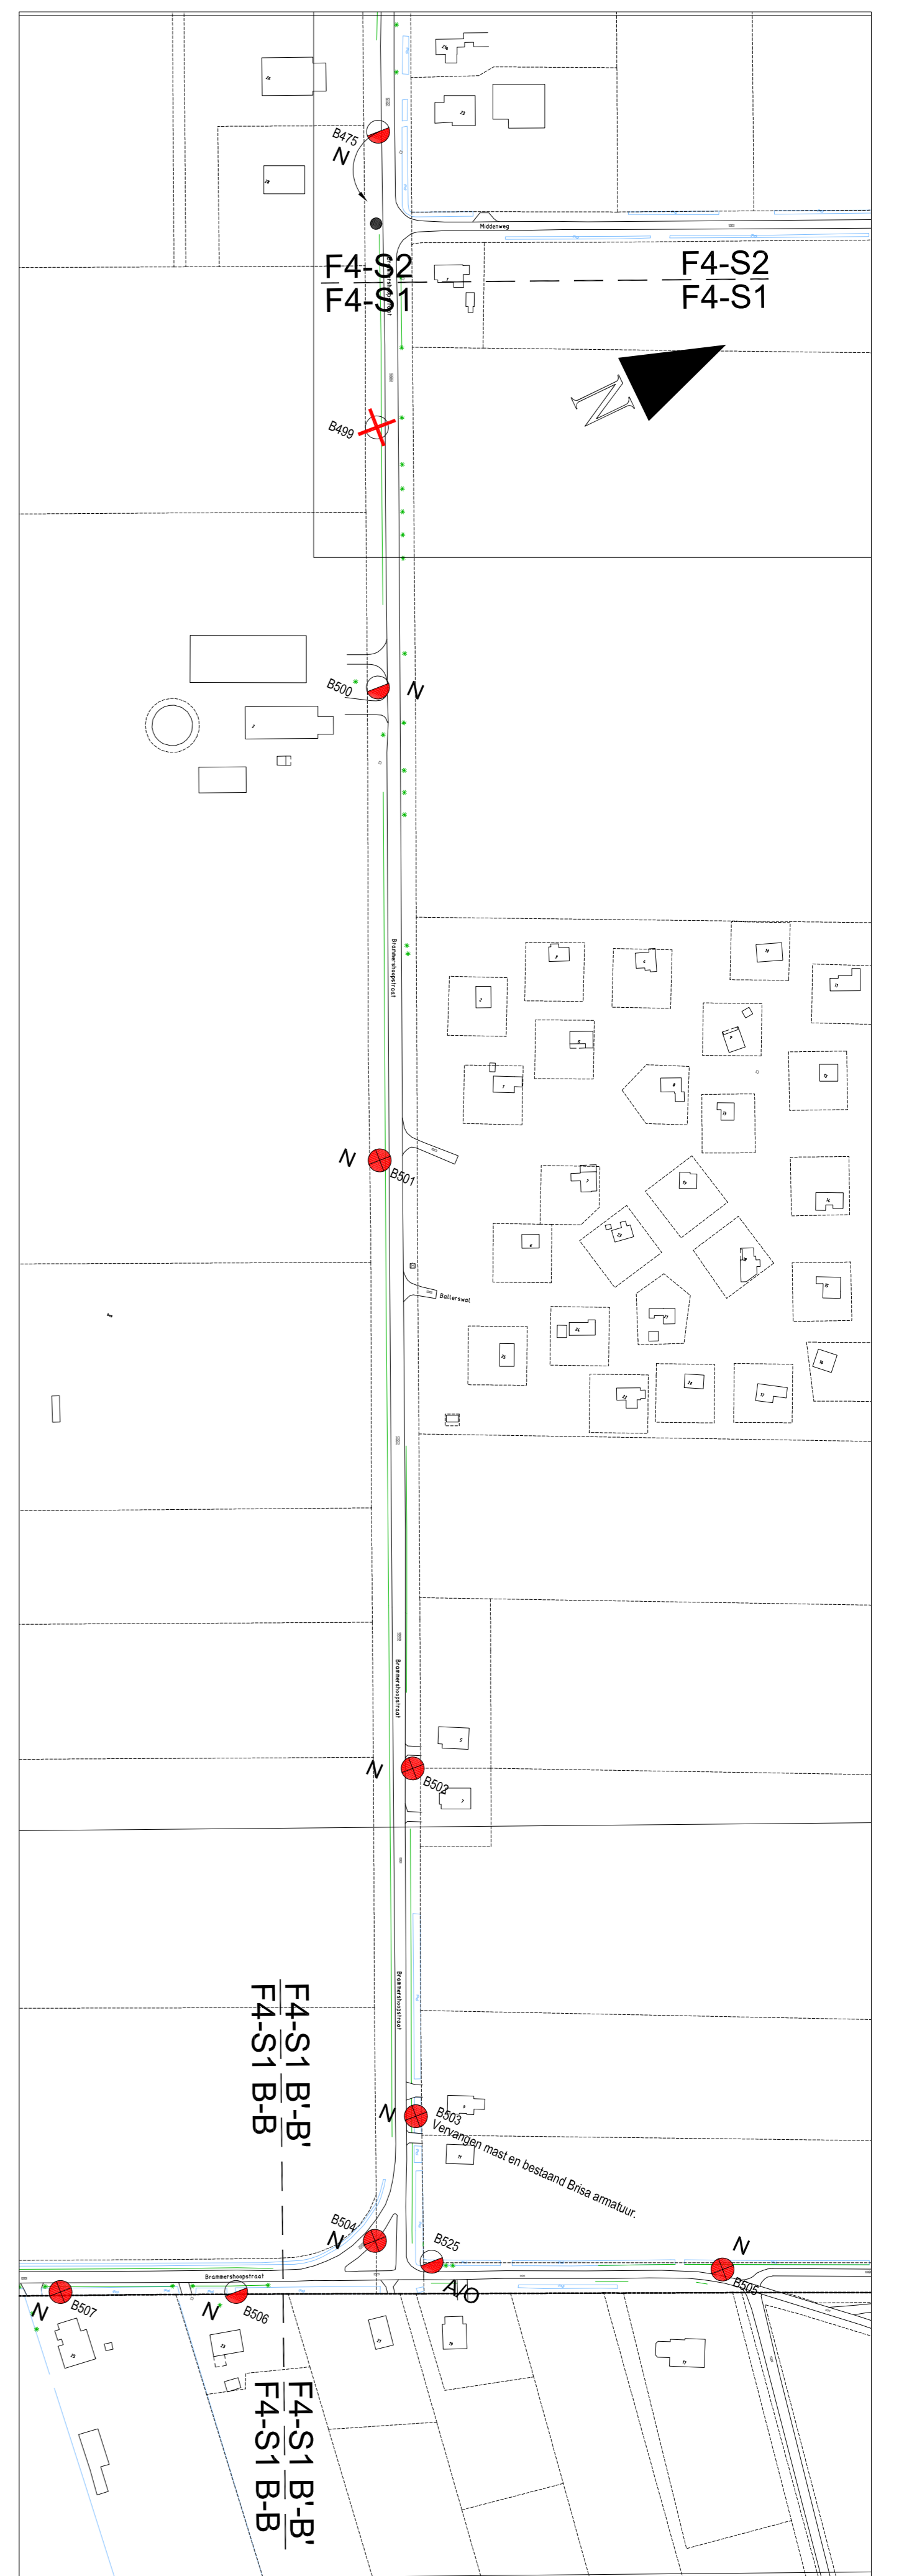 B475
N
Middenweg
F4-S2
F4-S1
F4-S2
F4-S1
N
B499
B500
N
Brammershoopstraat
N
B501
Ballerswal
Brammershoopstraat
N
B502
Brammershoopstraat
F4-S1 B'-B'
F4-S1 B-B
N
B503
Vervangen mast en bestaand Brisa armatuur.
B504
N
B525
A/O
N
B505
Brammershoopstraat
N
B507
N
B506
F4-S1 B'-B'
F4-S1 B-B